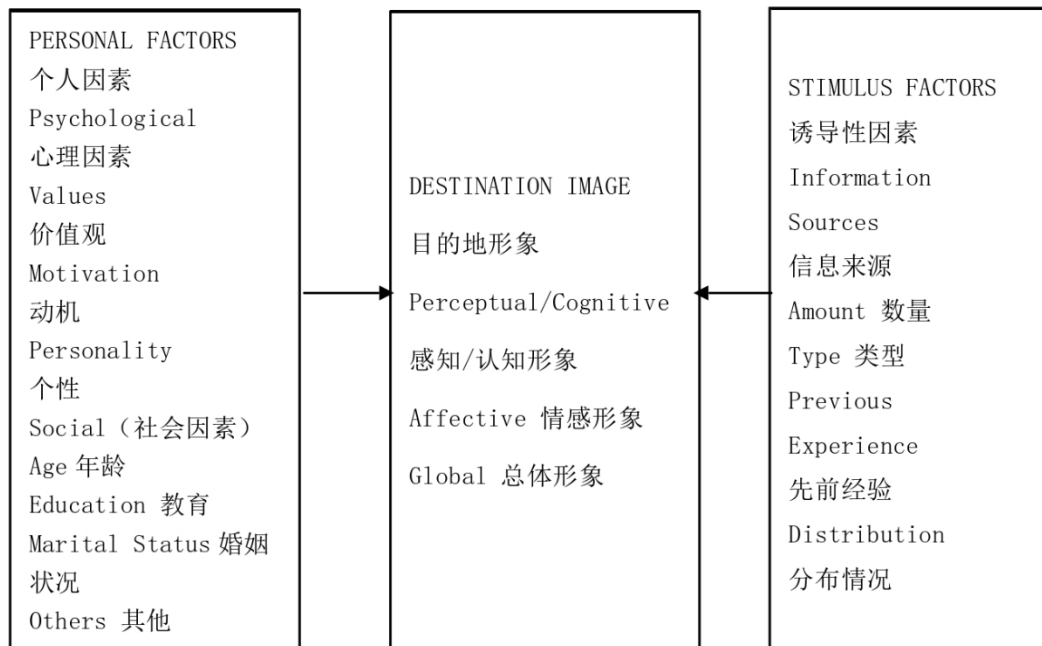 PERSONAL FACTORS
个人因素
Psychological
心理因素
Values
价值观
Motivation
动机
Personality
个性
Social（社会因素）
Age 年龄
Education 教育
Marital Status 婚姻
状况
Others 其他
DESTINATION IMAGE
目的地形象
Perceptual/Cognitive
感知/认知形象
Affective 情感形象
Global 总体形象
STIMULUS FACTORS
诱导性因素
Information
Sources
信息来源
Amount 数量
Type 类型
Previous
Experience
先前经验
Distribution
分布情况